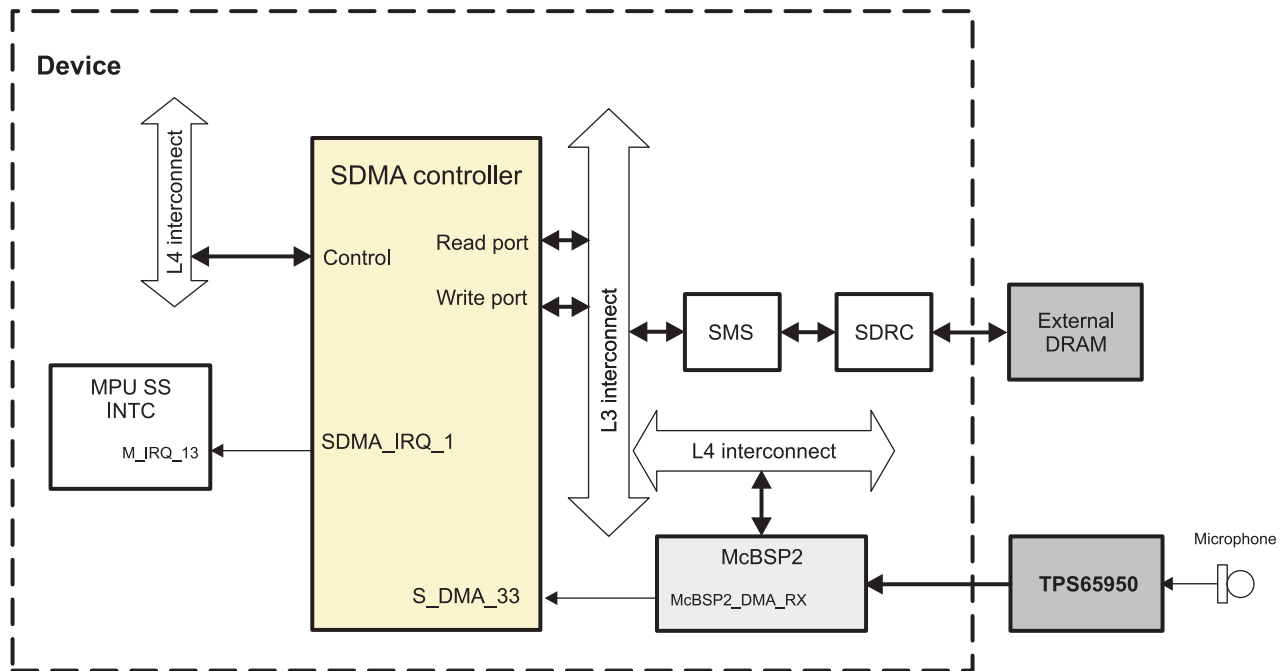 Device
L4 interconnect
SDMA controller
Read port
Control
Write port
L3 interconnect
SMS
SDRC
External
DRAM
MPU SS
INTC
M_IRQ_13
SDMA_IRQ_1
L4 interconnect
McBSP2
Microphone
S_DMA_33
McBSP2_DMA_RX
TPS65950